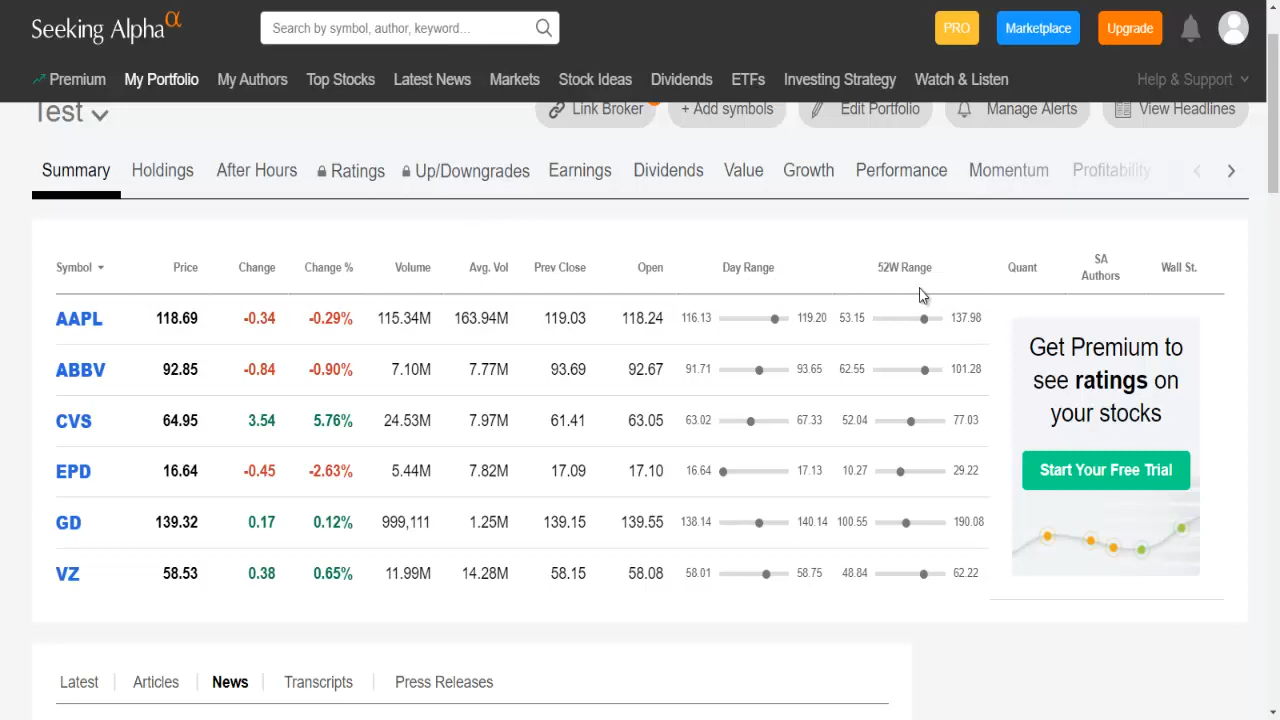 Seeking Alpha α
Search by symbol, author, keyword...
PRO
Marketplace
Upgrade
Premium My Portfolio My Authors Top Stocks Latest News Markets Stock Ideas Dividends ETFs Investing Strategy Watch & Listen Help & Support
Test
Link Broker + Add symbols Edit Portfolio Manage Alerts View Headlines
Summary Holdings After Hours Ratings Up/Downgrades Earnings Dividends Value Growth Performance Momentum Profitability
Symbol Price Change Change % Volume Avg. Vol Prev Close Open Day Range 52W Range Quant SA Authors Wall St.
AAPL 118.69 -0.34 -0.29% 115.34M 163.94M 119.03 118.24 116.13 119.20 53.15 137.98
ABBV 92.85 -0.84 -0.90% 7.10M 7.77M 93.69 92.67 91.71 93.65 62.55 101.28
CVS 64.95 3.54 5.76% 24.53M 7.97M 61.41 63.05 63.02 67.33 52.04 77.03
EPD 16.64 -0.45 -2.63% 5.44M 7.82M 17.09 17.10 16.64 17.13 10.27 29.22
GD 139.32 0.17 0.12% 999,111 1.25M 139.15 139.55 138.14 140.14 100.55 190.08
VZ 58.53 0.38 0.65% 11.99M 14.28M 58.15 58.08 58.01 58.75 48.84 62.22
Get Premium to
see ratings on
your stocks
Start Your Free Trial
Latest Articles News Transcripts Press Releases